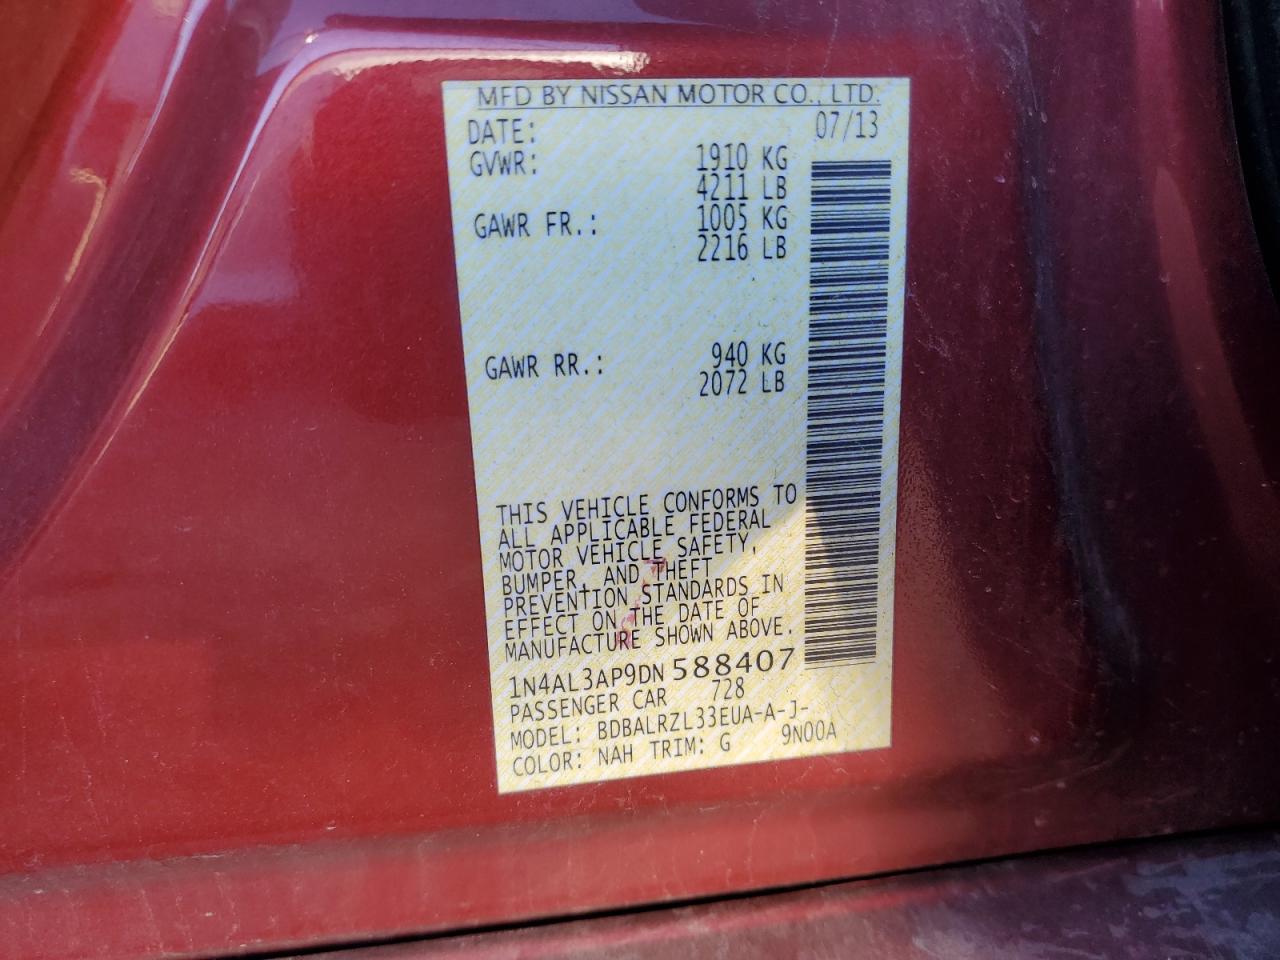 MFD BY NISSAN MOTOR CO., LTD.
DATE: 07/13
GVWR: 1910 KG
4211 LB
GAWR FR.: 1005 KG
2216 LB
GAWR RR.: 940 KG
2072 LB
THIS VEHICLE CONFORMS TO
ALL APPLICABLE FEDERAL
MOTOR VEHICLE SAFETY,
BUMPER, AND THEFT
PREVENTION STANDARDS IN
EFFECT ON THE DATE OF
MANUFACTURE SHOWN ABOVE.
1N4AL3AP9DN588407
PASSENGER CAR 728
MODEL: BDBALRZL33EUA-A-J-
COLOR: NAH TRIM: G 9N00A